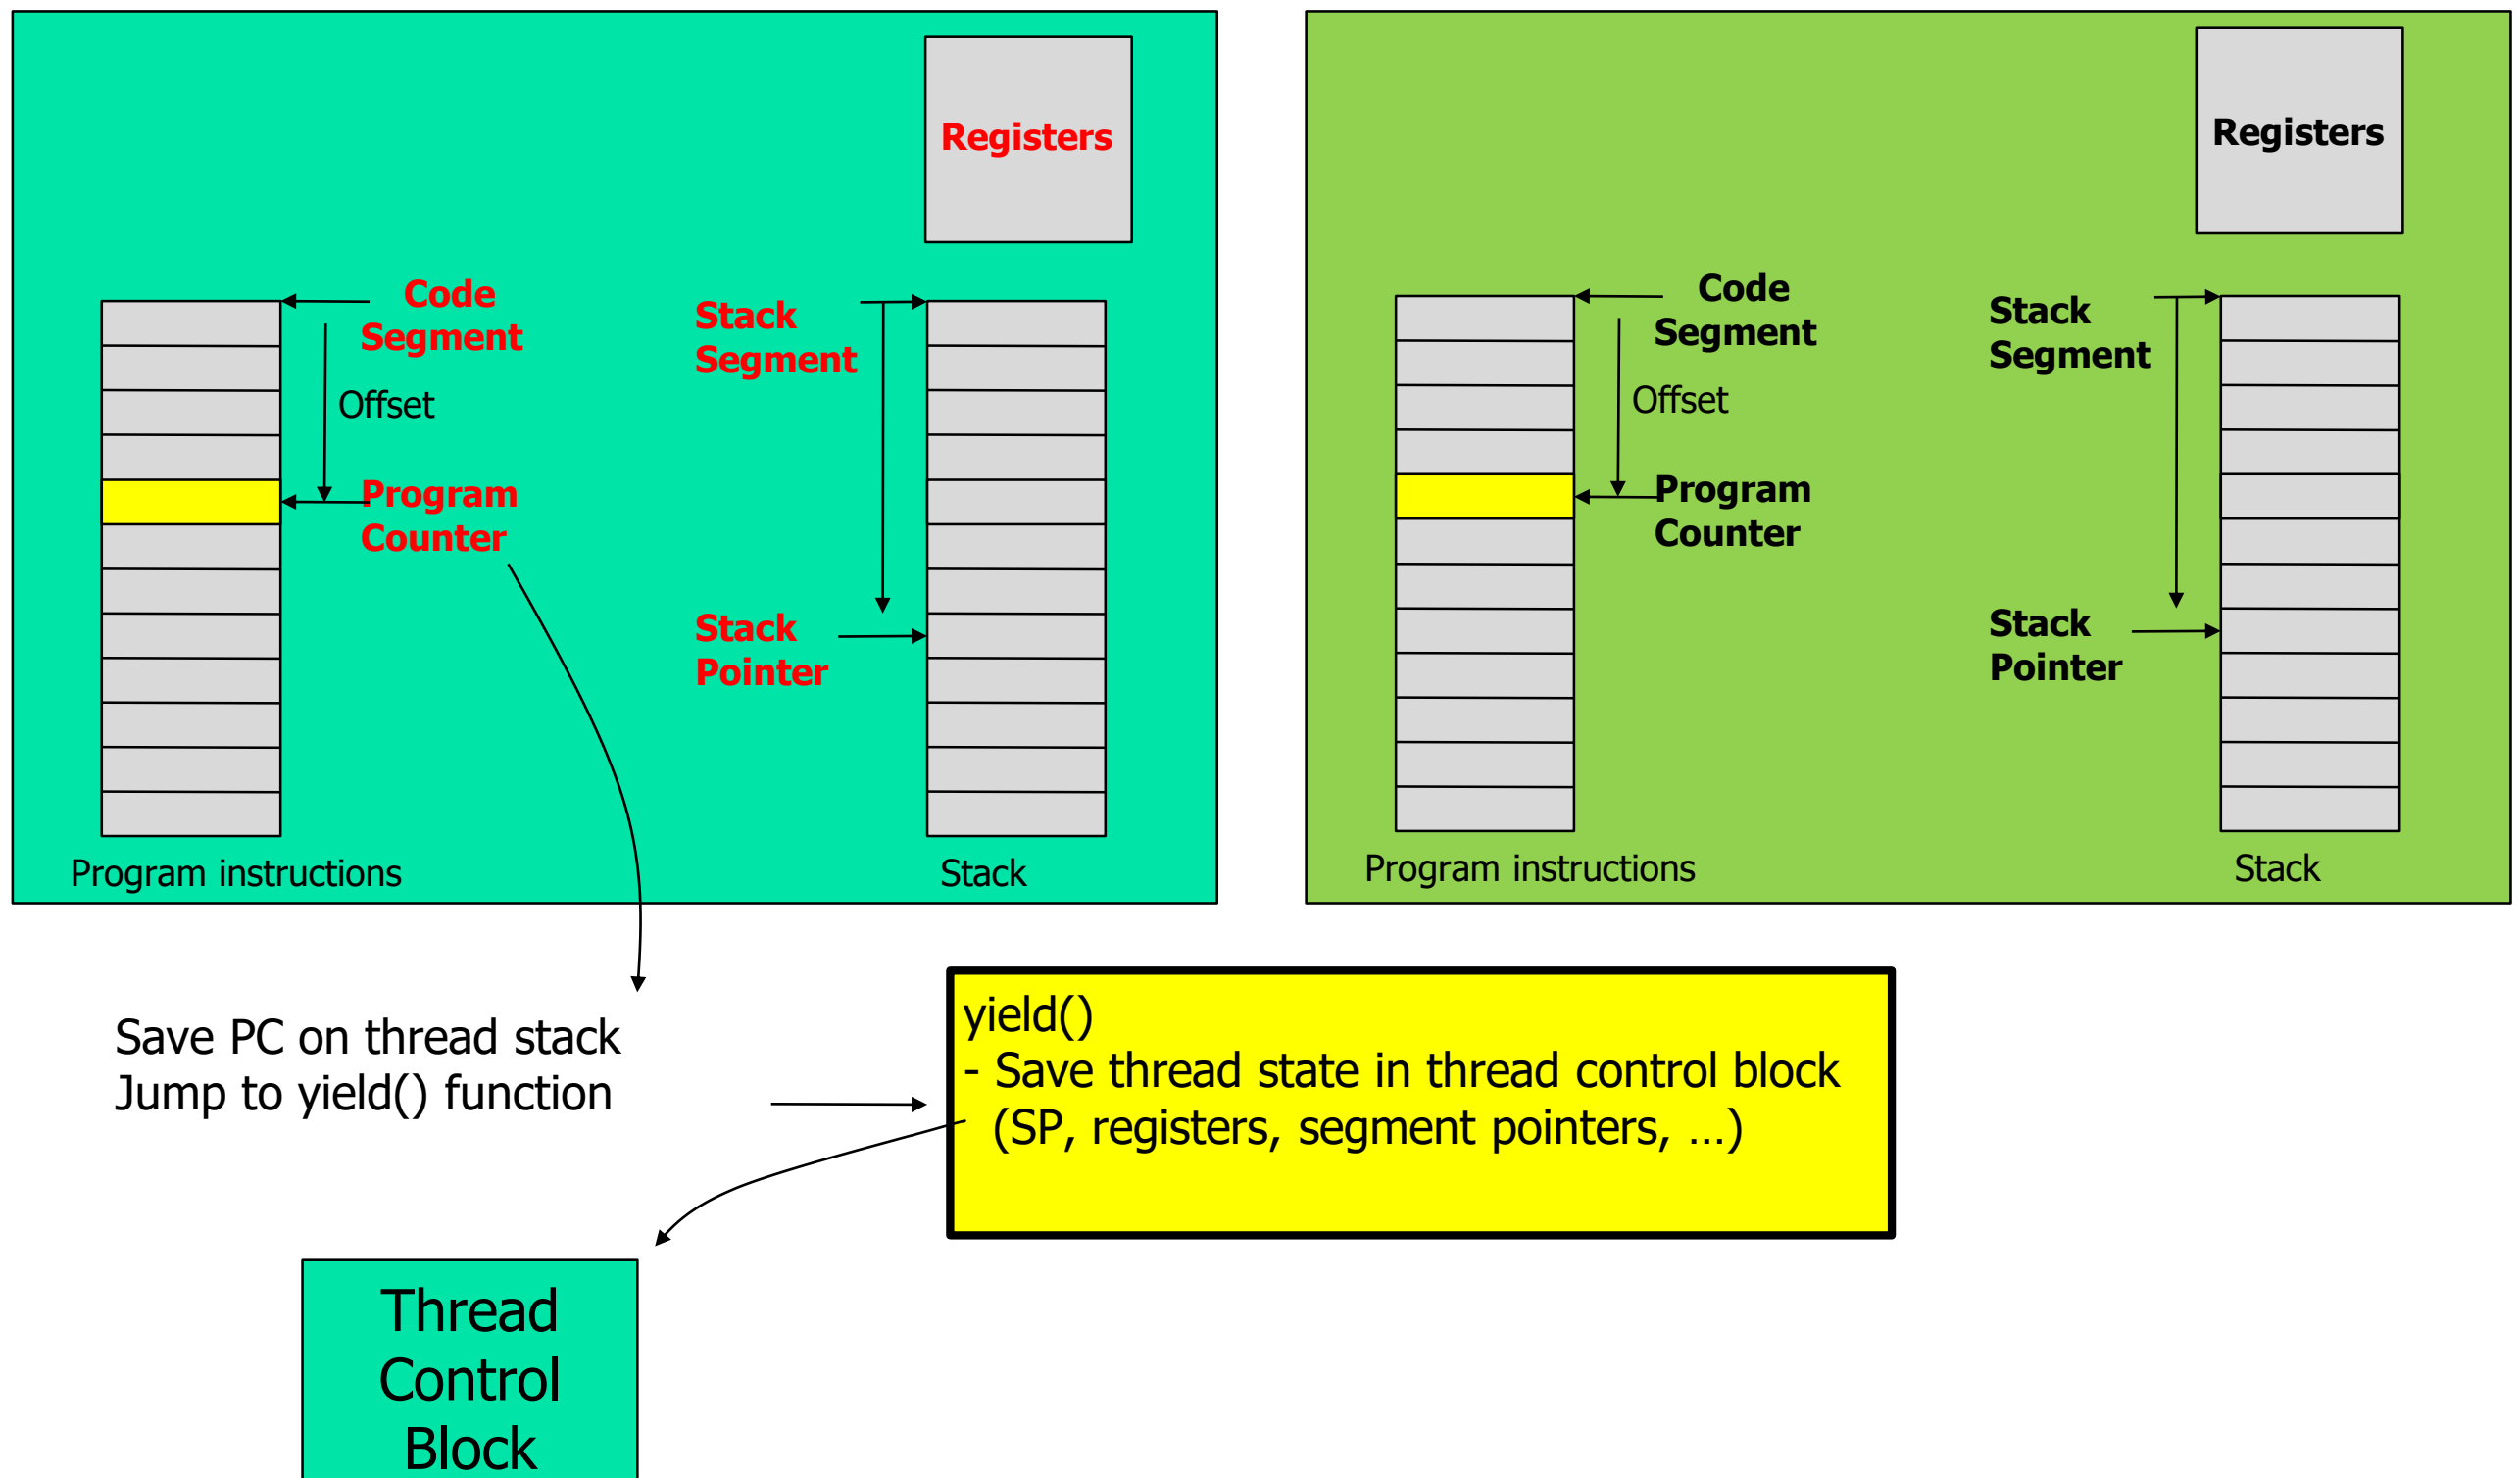 Registers
Code
Segment
Stack
Segment
Offset
Program
Counter
Stack
Pointer
Program instructions
Stack
Registers
Code
Segment
Stack
Segment
Offset
Program
Counter
Stack
Pointer
Program instructions
Stack
Save PC on thread stack
Jump to yield() function
yield()
- Save thread state in thread control block
(SP, registers, segment pointers, ...)
Thread
Control
Block